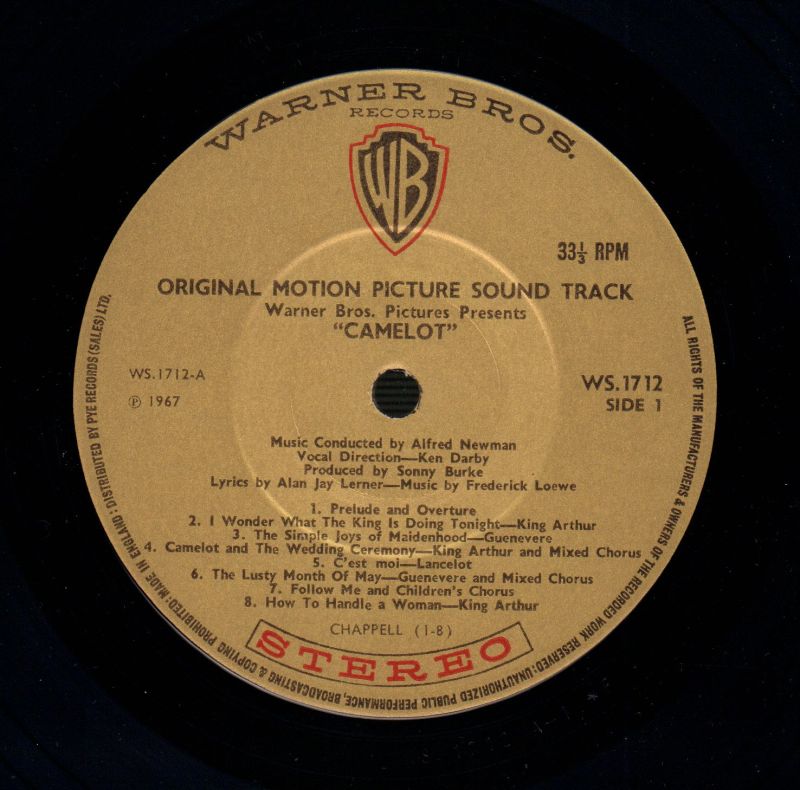 WARNER BROS.
RECORDS
WB
33⅓ RPM
ORIGINAL MOTION PICTURE SOUND TRACK
Warner Bros. Pictures Presents
"CAMELOT"
WS.1712-A
℗ 1967
WS.1712
SIDE 1
Music Conducted by Alfred Newman
Vocal Direction—Ken Darby
Produced by Sonny Burke
Lyrics by Alan Jay Lerner—Music by Frederick Loewe
1. Prelude and Overture
2. I Wonder What The King Is Doing Tonight—King Arthur
3. The Simple Joys of Maidenhood—Guenevere
4. Camelot and The Wedding Ceremony—King Arthur and Mixed Chorus
5. C'est moi—Lancelot
6. The Lusty Month Of May—Guenevere and Mixed Chorus
7. Follow Me and Children's Chorus
8. How To Handle a Woman—King Arthur
CHAPPELL (1-8)
STEREO
ALL RIGHTS OF THE MANUFACTURERS & OWNERS OF THE RECORDED WORK RESERVED: UNAUTHORIZED PUBLIC PERFORMANCE, BROADCASTING & COPYING PROHIBITED: MADE IN ENGLAND: DISTRIBUTED BY PYE RECORDS (SALES) LTD.